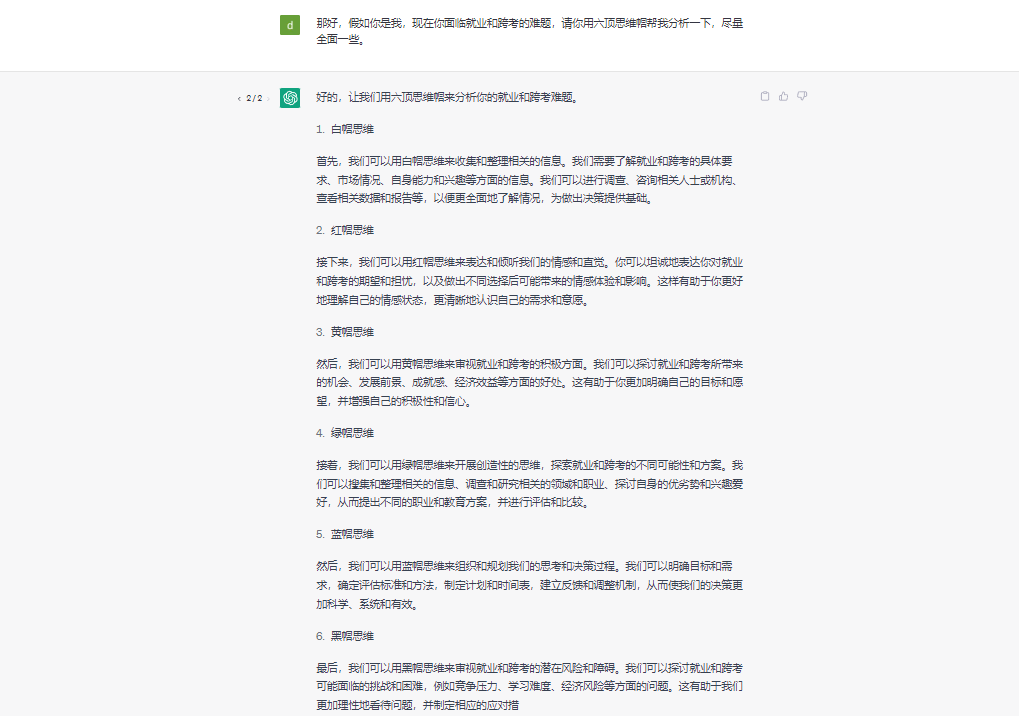 d
那好，假如你是我，现在你面临就业和跨考的难题，请你用六顶思维帽帮我分析一下，尽量
全面一些。
2/2
好的，让我们用六顶思维帽来分析你的就业和跨考难题。
1. 白帽思维
首先，我们可以用白帽思维来收集和整理相关的信息。我们需要了解就业和跨考的具体要
求、市场情况、自身能力和兴趣等方面的信息。我们可以进行调查、咨询相关人士或机构、
查看相关数据和报告等，以便更全面地了解情况，为做出决策提供基础。
2. 红帽思维
接下来，我们可以用红帽思维来表达和倾听我们的情感和直觉。你可以坦诚地表达你对就业
和跨考的期望和担忧，以及做出不同选择后可能带来的情感体验和影响。这样有助于你更好
地理解自己的情感状态，更清晰地认识自己的需求和意愿。
3. 黄帽思维
然后，我们可以用黄帽思维来审视就业和跨考的积极方面。我们可以探讨就业和跨考所带来
的机会、发展前景、成就感、经济效益等方面的好处。这有助于你更加明确自己的目标和愿
望，并增强自己的积极性和信心。
4. 绿帽思维
接着，我们可以用绿帽思维来开展创造性的思维，探索就业和跨考的不同可能性和方案。我
们可以搜集和整理相关的信息、调查和研究相关的领域和职业、探讨自身的优劣势和兴趣爱
好，从而提出不同的职业和教育方案，并进行评估和比较。
5. 蓝帽思维
然后，我们可以用蓝帽思维来组织和规划我们的思考和决策过程。我们可以明确目标和需
求，确定评估标准和方法，制定计划和时间表，建立反馈和调整机制，从而使我们的决策更
加科学、系统和有效。
6. 黑帽思维
最后，我们可以用黑帽思维来审视就业和跨考的潜在风险和障碍。我们可以探讨就业和跨考
可能面临的挑战和困难，例如竞争压力、学习难度、经济风险等方面的问题。这有助于我们
更加理性地看待问题，并制定相应的应对措